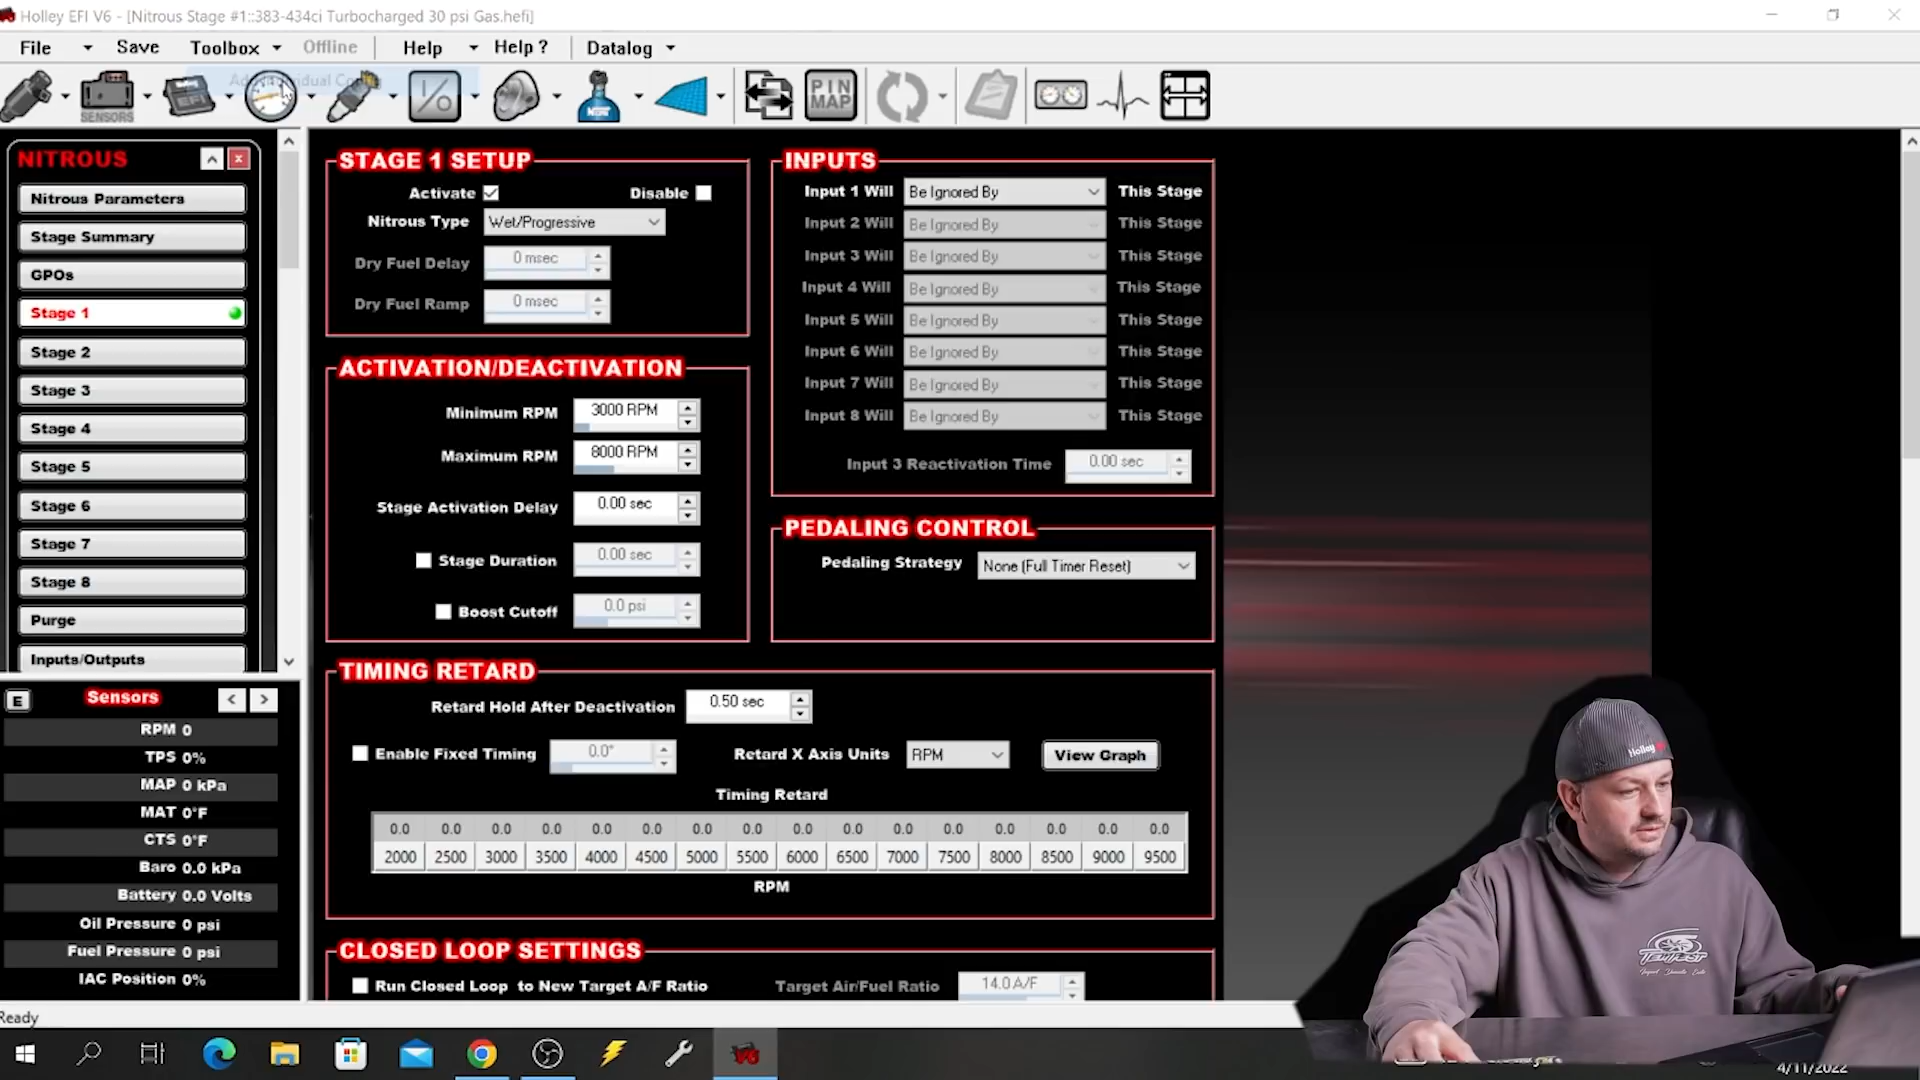 Holley EFI V6 - [Nitrous Stage #1::383-434ci Turbocharged 30 psi Gas.hefi]
File Save Toolbox Offline Help Help ? Datalog
SENSORS
EFI
I/O
NOS
PIN MAP
NITROUS
Nitrous Parameters
Stage Summary
GPOs
Stage 1
Stage 2
Stage 3
Stage 4
Stage 5
Stage 6
Stage 7
Stage 8
Purge
Inputs/Outputs
E Sensors < >
RPM 0
TPS 0%
MAP 0 kPa
MAT 0°F
CTS 0°F
Baro 0.0 kPa
Battery 0.0 Volts
Oil Pressure 0 psi
Fuel Pressure 0 psi
IAC Position 0%
STAGE 1 SETUP
Activate Disable
Nitrous Type Wet/Progressive
Dry Fuel Delay 0 msec
Dry Fuel Ramp 0 msec
ACTIVATION/DEACTIVATION
Minimum RPM 3000 RPM
Maximum RPM 8000 RPM
Stage Activation Delay 0.00 sec
Stage Duration 0.00 sec
Boost Cutoff 0.0 psi
INPUTS
Input 1 Will Be Ignored By This Stage
Input 2 Will Be Ignored By This Stage
Input 3 Will Be Ignored By This Stage
Input 4 Will Be Ignored By This Stage
Input 5 Will Be Ignored By This Stage
Input 6 Will Be Ignored By This Stage
Input 7 Will Be Ignored By This Stage
Input 8 Will Be Ignored By This Stage
Input 3 Reactivation Time 0.00 sec
PEDALING CONTROL
Pedaling Strategy None (Full Timer Reset)
TIMING RETARD
Retard Hold After Deactivation 0.50 sec
Enable Fixed Timing 0.0° Retard X Axis Units RPM View Graph
Timing Retard
0.0 0.0 0.0 0.0 0.0 0.0 0.0 0.0 0.0 0.0 0.0 0.0 0.0 0.0 0.0 0.0
2000 2500 3000 3500 4000 4500 5000 5500 6000 6500 7000 7500 8000 8500 9000 9500
RPM
CLOSED LOOP SETTINGS
Run Closed Loop to New Target A/F Ratio Target Air/Fuel Ratio 14.0 A/F
Ready
V6
4/11/2022
Holley
TEMPEST